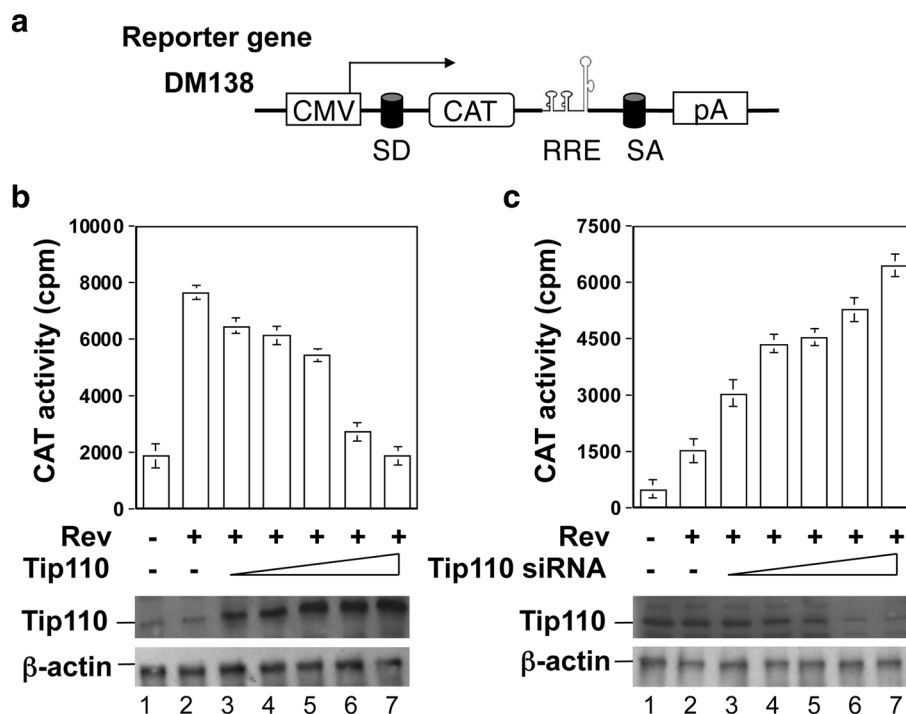 a
Reporter gene
DM138
CMV
CAT
pA
SD
RRE
SA
b
CAT activity (cpm)
10000
8000
6000
4000
2000
0
Rev - + + + + + +
Tip110 - -
Tip110
β-actin
1 2 3 4 5 6 7
c
CAT activity (cpm)
7500
6000
4500
3000
1500
0
- + + + + + +
Tip110 siRNA - -
Tip110
β-actin
1 2 3 4 5 6 7